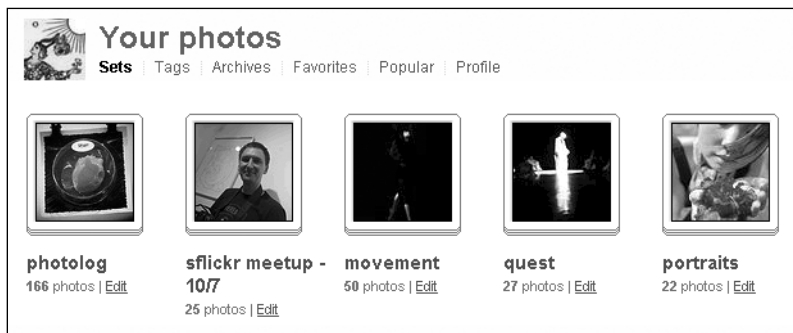 Your photos
Sets | Tags | Archives | Favorites | Popular | Profile
photolog
166 photos | Edit
sflickr meetup -
10/7
25 photos | Edit
movement
50 photos | Edit
quest
27 photos | Edit
portraits
22 photos | Edit